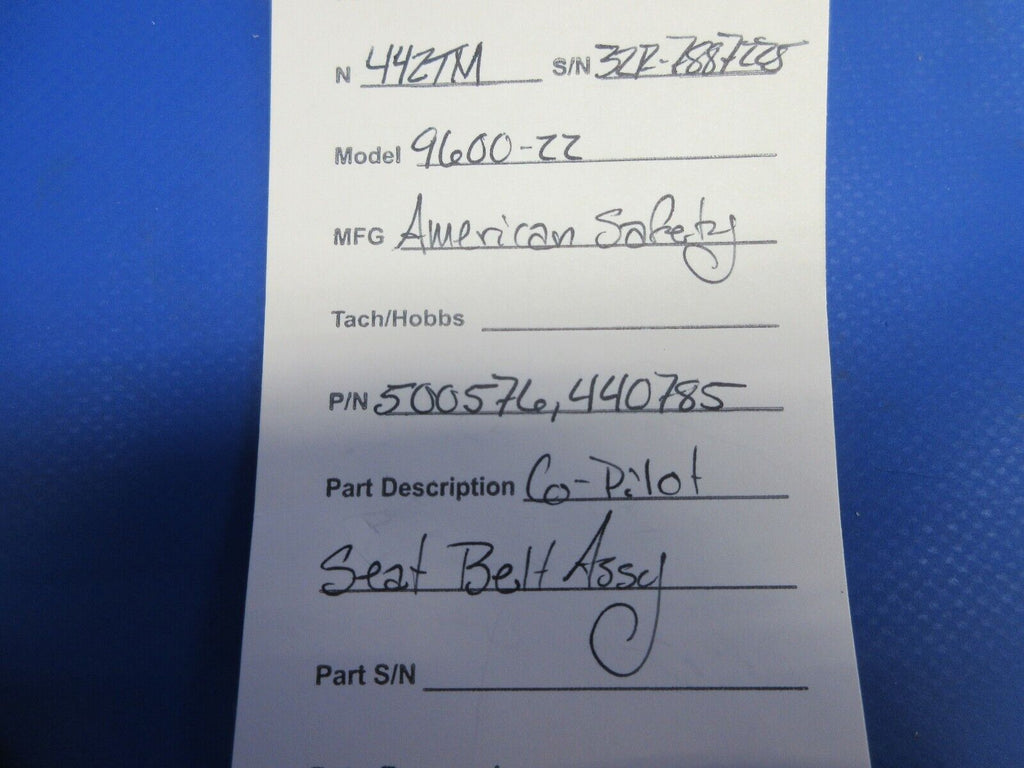 N 442TM S/N 32R-7887228
Model 9600-22
MFG American Safety
Tach/Hobbs
P/N 500576, 440785
Part Description Co-Pilot
Seat Belt Assy
Part S/N